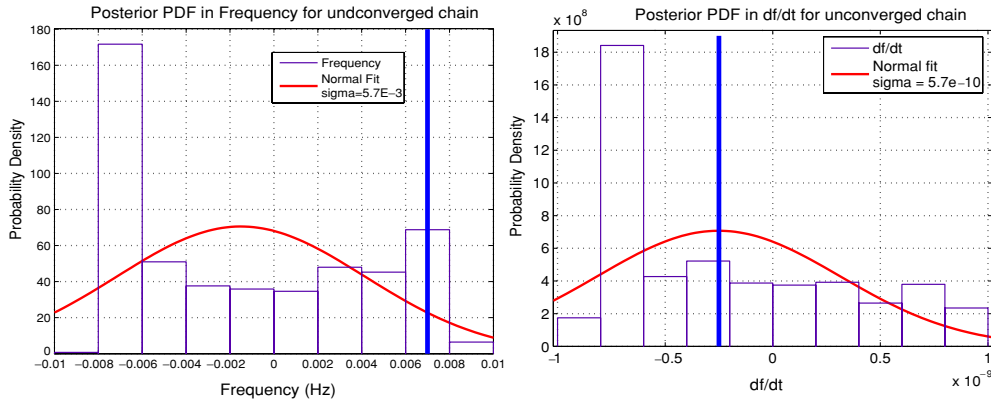 Posterior PDF in Frequency for undconverged chain
180
160
140
120
100
80
60
40
20
0
Probability Density
Frequency
Normal Fit
sigma=5.7E−3
−0.01 −0.008 −0.006 −0.004 −0.002 0 0.002 0.004 0.006 0.008 0.01
Frequency (Hz)
Posterior PDF in df/dt for unconverged chain
x 10^8
18
16
14
12
10
8
6
4
2
0
Probability Density
df/dt
Normal fit
sigma = 5.7e−10
−1 −0.5 0 0.5 1
x 10^−9
df/dt